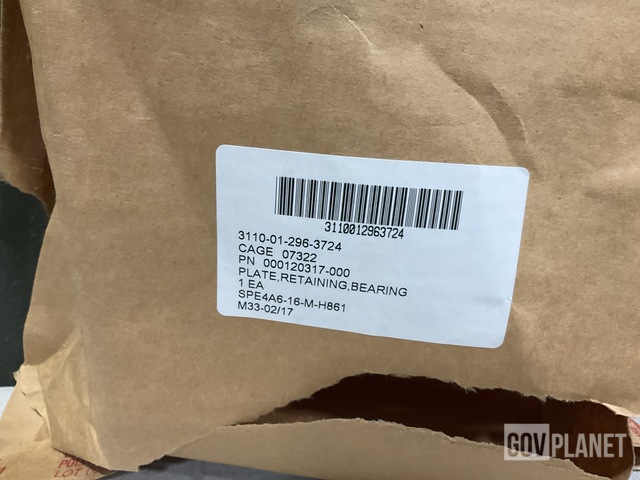 3110012963724
3110-01-296-3724
CAGE 07322
PN 000120317-000
PLATE,RETAINING,BEARING
1 EA
SPE4A6-16-M-H861
M33-02/17
LOT
GOVPLANET